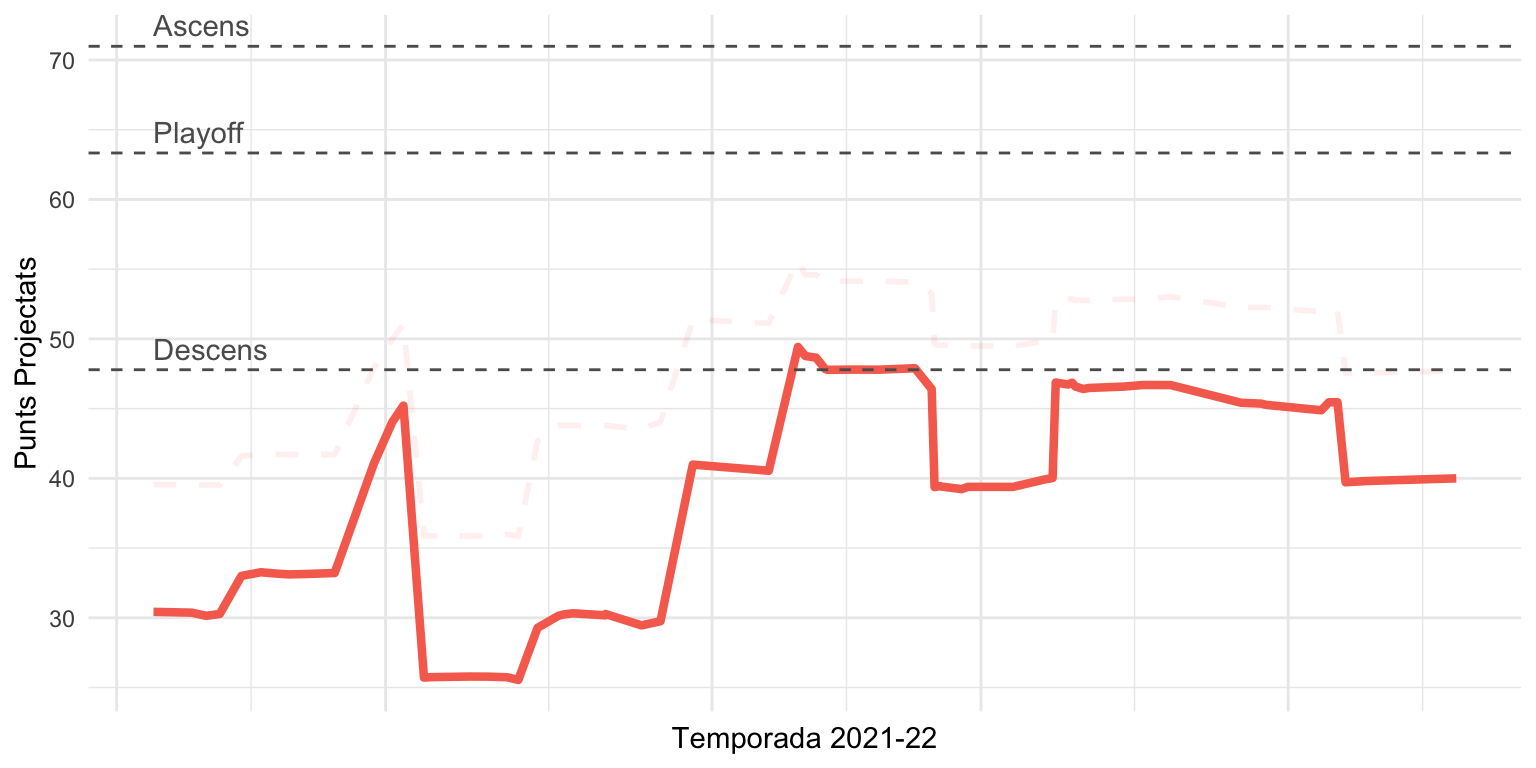 Ascens
70
Playoff
60
50
Descens
40
30
Punts Projectats
Temporada 2021-22